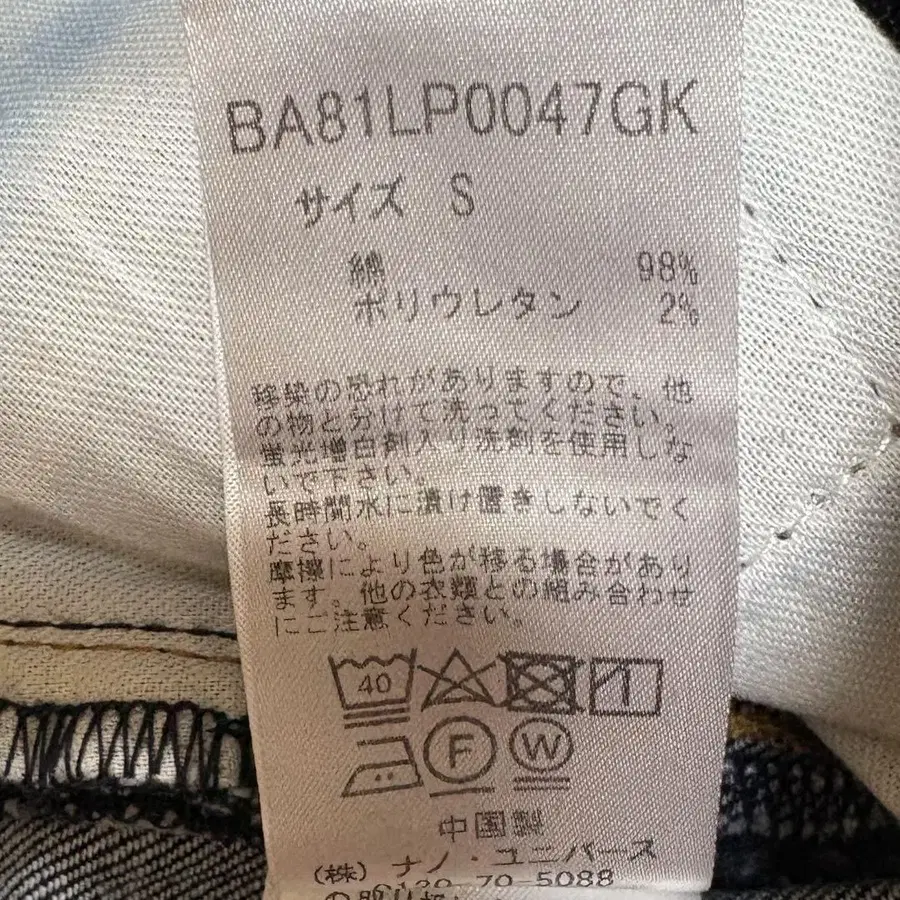 BA81LP0047GK
サイズ S
綿 98%
ポリウレタン 2%
移染の恐れがありますので、他
の物と分けて洗ってください。
蛍光増白剤入り洗剤を使用しな
いで下さい。
長時間水に漬け置きしないでく
ださい。
摩擦により色が移る場合があり
ます。他の衣類との組み合わせ
にご注意ください。
40
F W
中国製
(株) ナノ・ユニバース
0120-70-5088